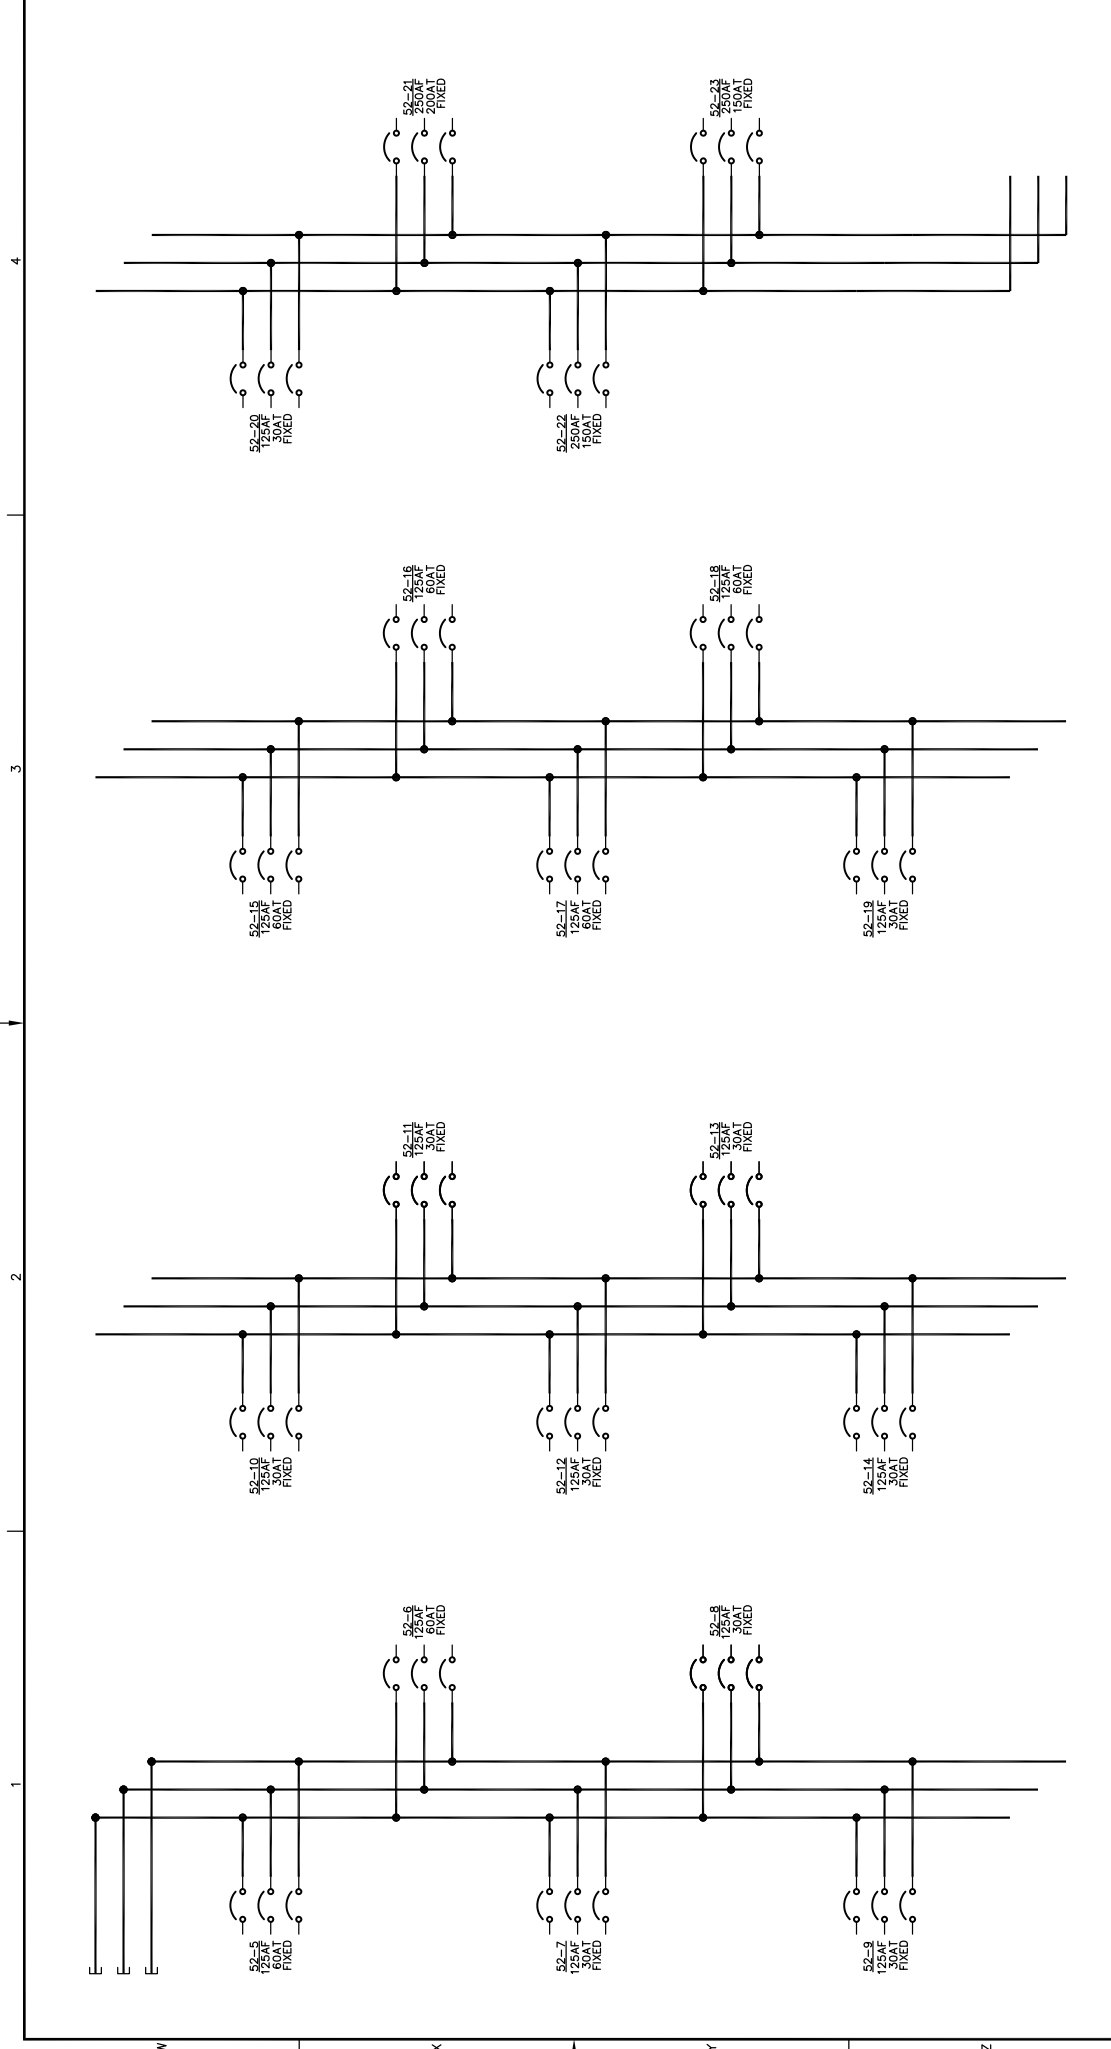 52-21
250AF
200AT
FIXED
52-23
250AF
150AT
FIXED
4
52-20
125AF
30AT
FIXED
52-22
250AF
150AT
FIXED
52-16
125AF
60AT
FIXED
52-18
125AF
60AT
FIXED
3
52-15
125AF
60AT
FIXED
52-17
125AF
60AT
FIXED
52-19
125AF
30AT
FIXED
52-11
125AF
30AT
FIXED
52-13
125AF
30AT
FIXED
2
52-10
125AF
30AT
FIXED
52-12
125AF
30AT
FIXED
52-14
125AF
30AT
FIXED
52-6
125AF
60AT
FIXED
52-8
125AF
30AT
FIXED
1
52-5
125AF
60AT
FIXED
52-7
125AF
30AT
FIXED
52-9
125AF
30AT
FIXED
X
Y
Z